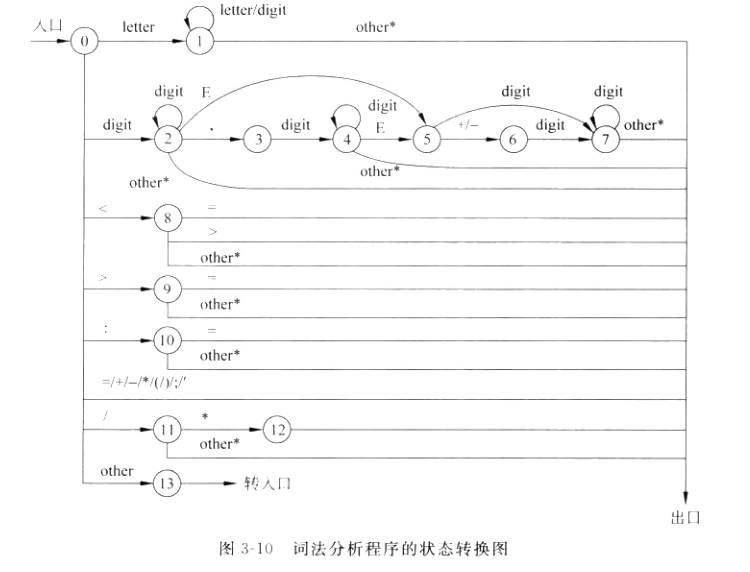 入口
0
letter
letter/digit
1
other*
digit
digit
2
E
.
3
digit
digit
4
E
5
digit
+/−
6
digit
digit
7
other*
other*
other*
<
8
=
>
other*
>
9
=
other*
:
10
=
other*
=/+/−/*/(/)/;/'
/
11
*
12
other*
other
13
转入口
出口
图 3-10 词法分析程序的状态转换图